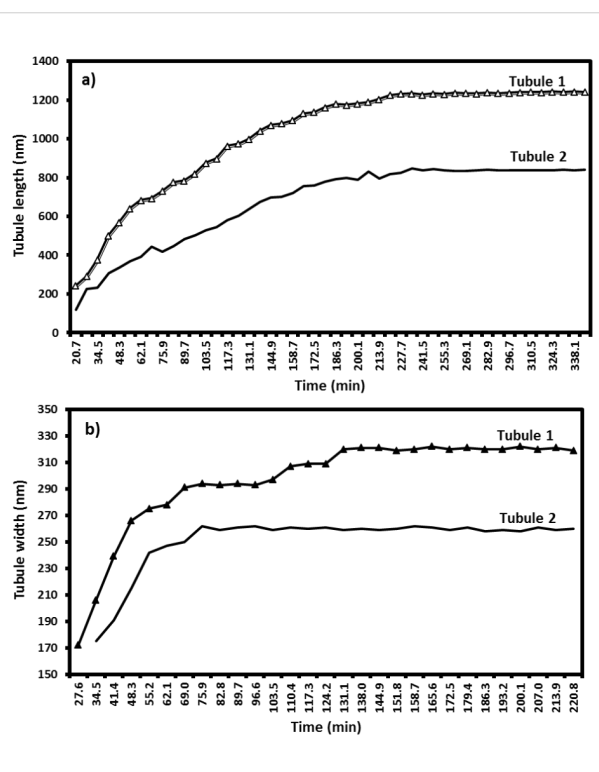 a)
1400
1200
1000
800
600
400
200
0
Tubule length (nm)
Tubule 1
Tubule 2
20.7 34.5 48.3 62.1 75.9 89.7 103.5 117.3 131.1 144.9 158.7 172.5 186.3 200.1 213.9 227.7 241.5 255.3 269.1 282.9 296.7 310.5 324.3 338.1
Time (min)
b)
350
330
310
290
270
250
230
210
190
170
150
Tubule width (nm)
Tubule 1
Tubule 2
27.6 34.5 41.4 48.3 55.2 62.1 69.0 75.9 82.8 89.7 96.6 103.5 110.4 117.3 124.2 131.1 138.0 144.9 151.8 158.7 165.6 172.5 179.4 186.3 193.2 200.1 207.0 213.9 220.8
Time (min)